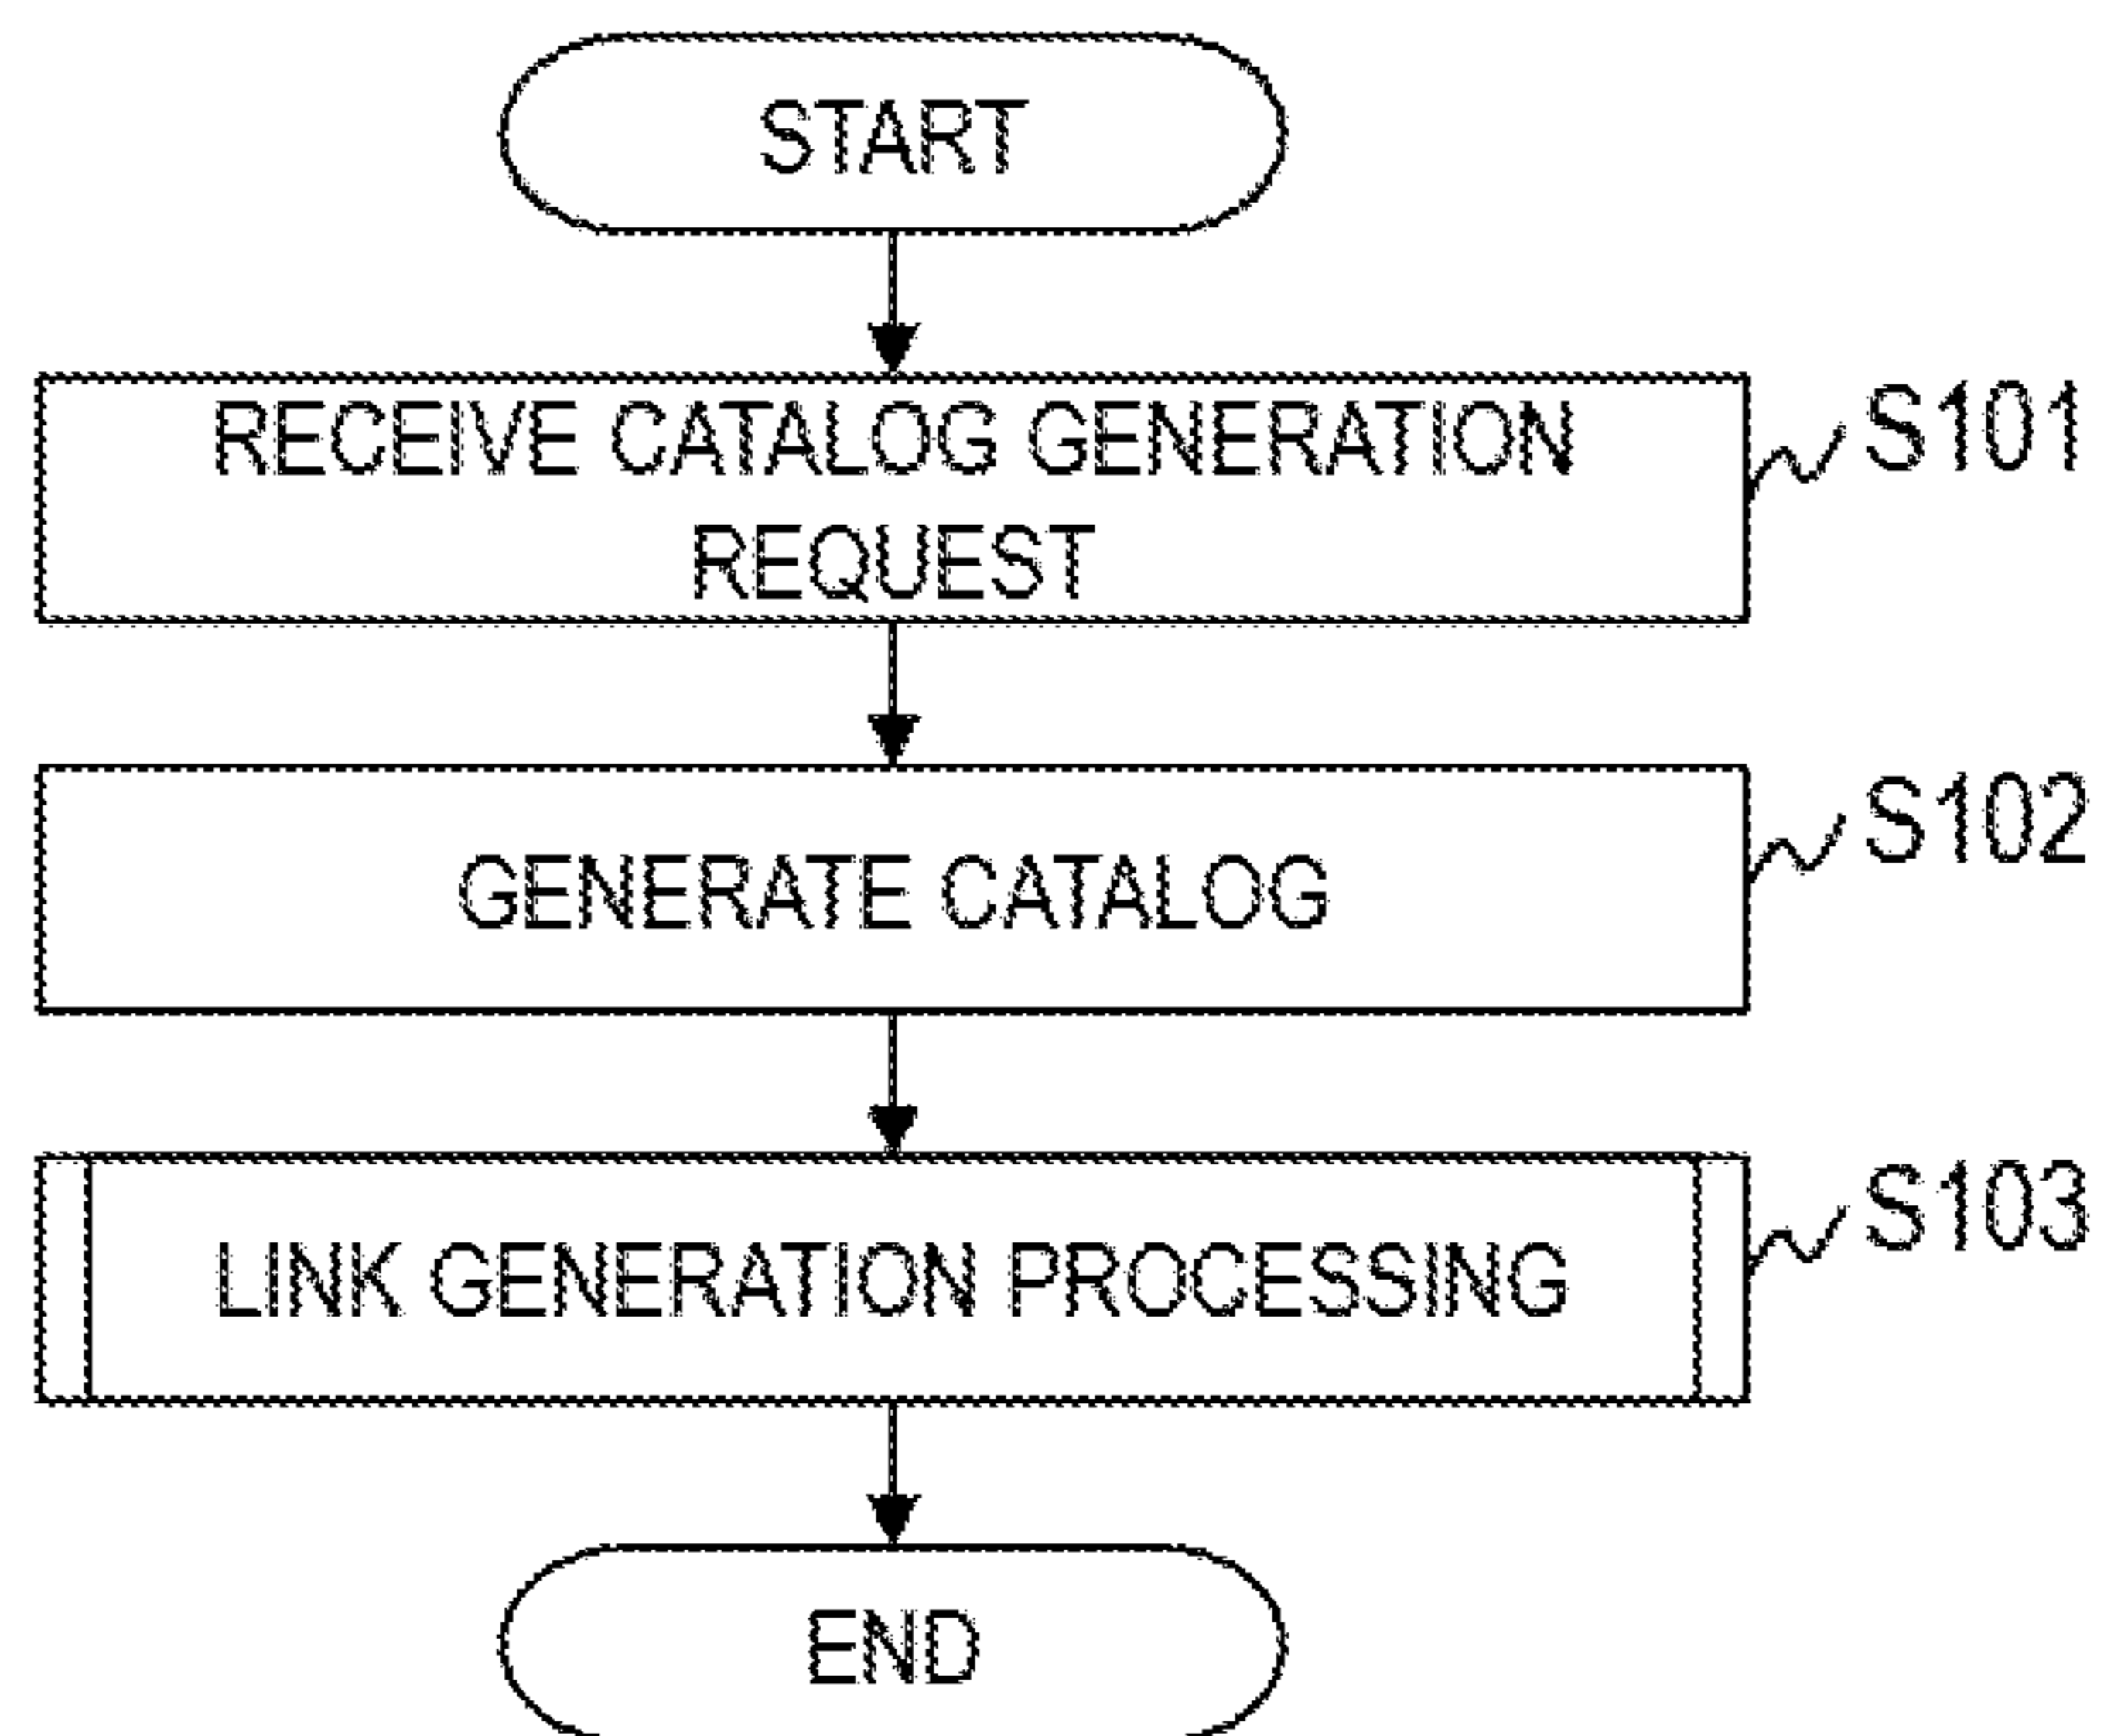 START
RECEIVE CATALOG GENERATION
REQUEST
S101
GENERATE CATALOG
S102
LINK GENERATION PROCESSING
S103
END